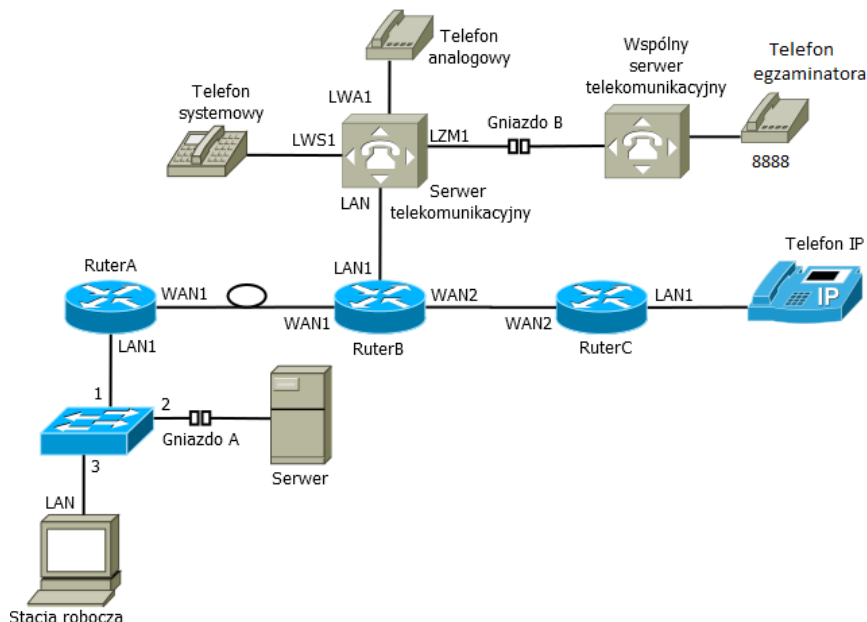 Telefon
analogowy
Wspólny
serwer
telekomunikacyjny
Telefon
egzaminatora
Telefon
systemowy
LWA1
LWS1
LZM1
Gniazdo B
8888
LAN
Serwer
telekomunikacyjny
Telefon IP
RuterA
WAN1
LAN1
WAN2
LAN1
IP
WAN1
WAN2
LAN1
RuterB
RuterC
1
2
Gniazdo A
3
Serwer
LAN
Stacja robocza